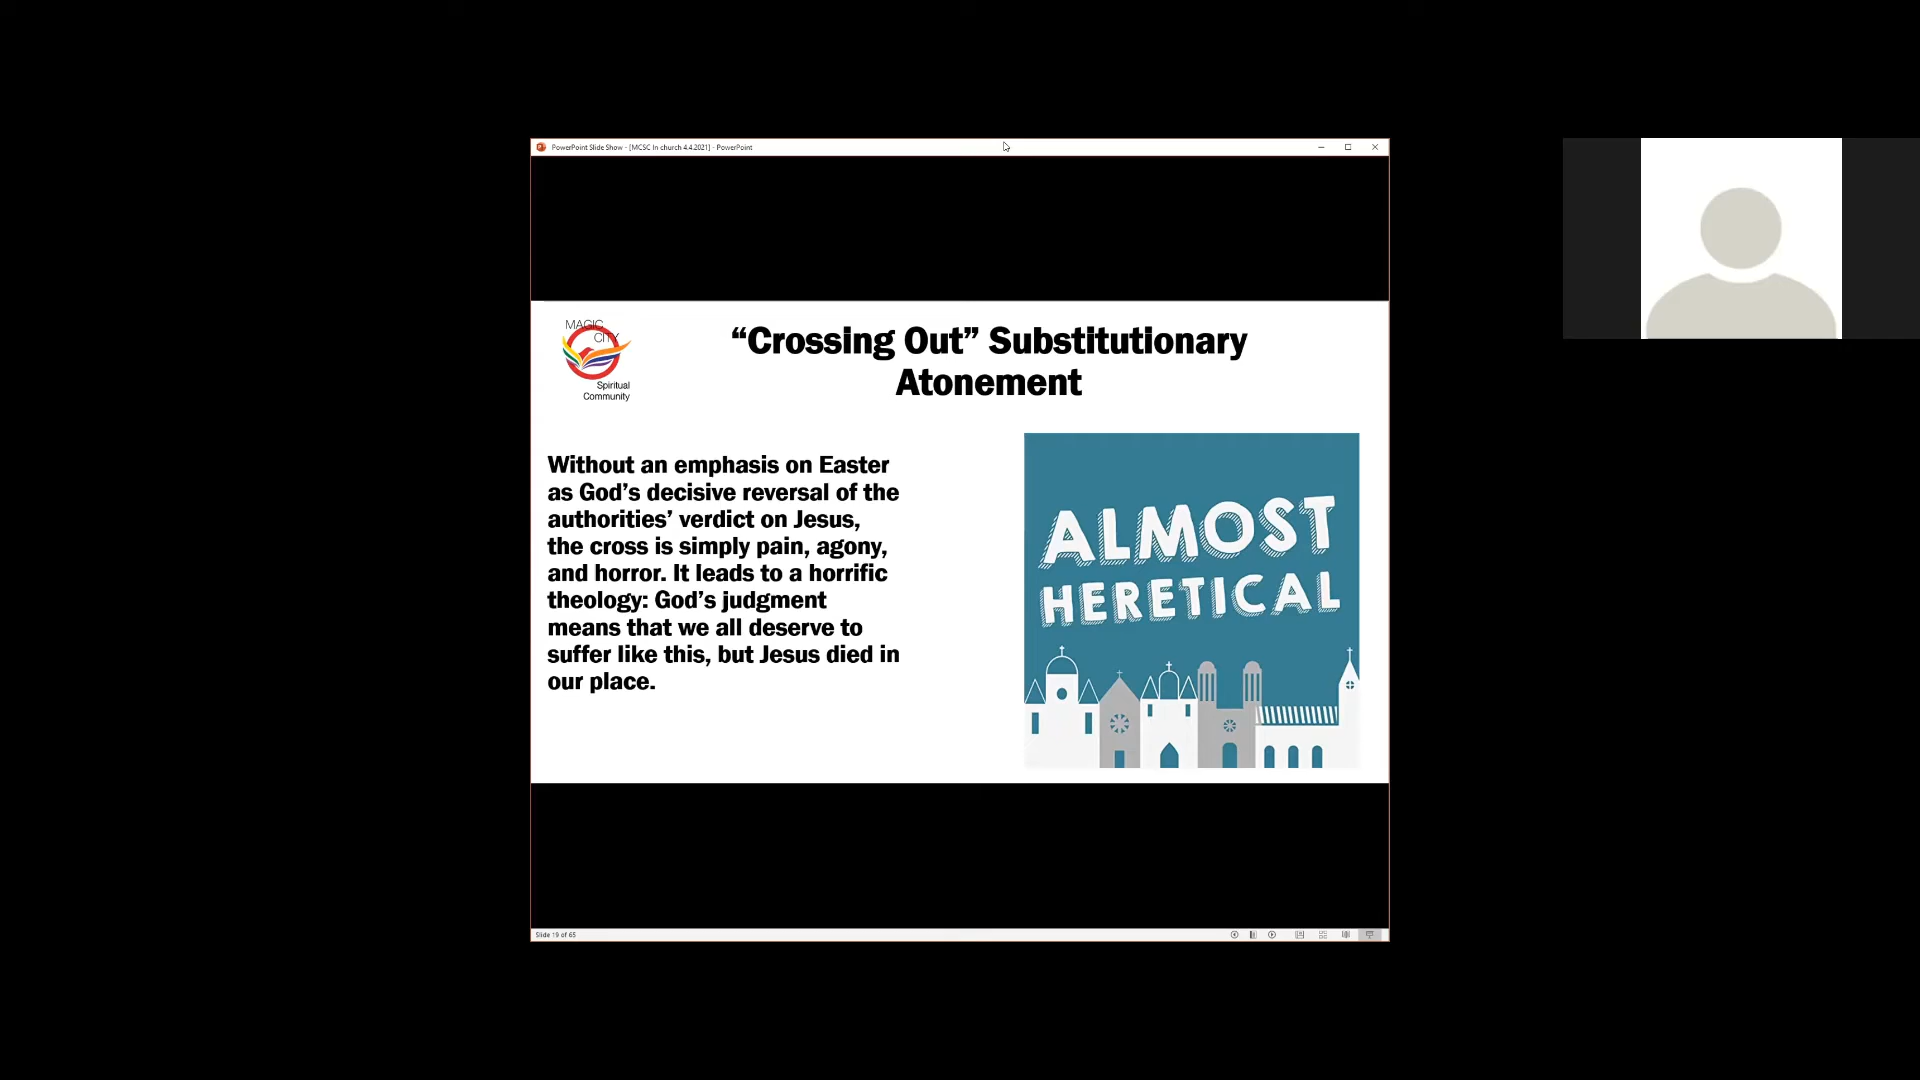 PowerPoint Slide Show - [MCSC In church 4.4.2021] - PowerPoint
MAGIC
CITY
Spiritual
Community
“Crossing Out” Substitutionary
Atonement
Without an emphasis on Easter
as God’s decisive reversal of the
authorities’ verdict on Jesus,
the cross is simply pain, agony,
and horror. It leads to a horrific
theology: God’s judgment
means that we all deserve to
suffer like this, but Jesus died in
our place.
ALMOST
HERETICAL
Slide 19 of 65